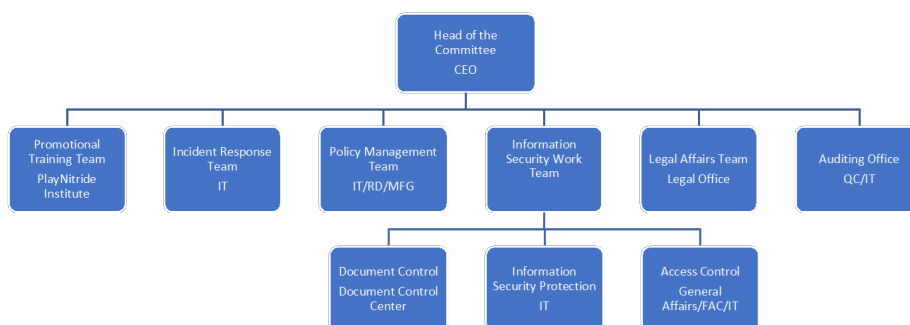 Head of the
Committee
CEO
Promotional
Training Team
PlayNitride
Institute
Incident Response
Team
IT
Policy Management
Team
IT/RD/MFG
Information
Security Work
Team
Legal Affairs Team
Legal Office
Auditing Office
QC/IT
Document Control
Document Control
Center
Information
Security Protection
IT
Access Control
General
Affairs/FAC/IT